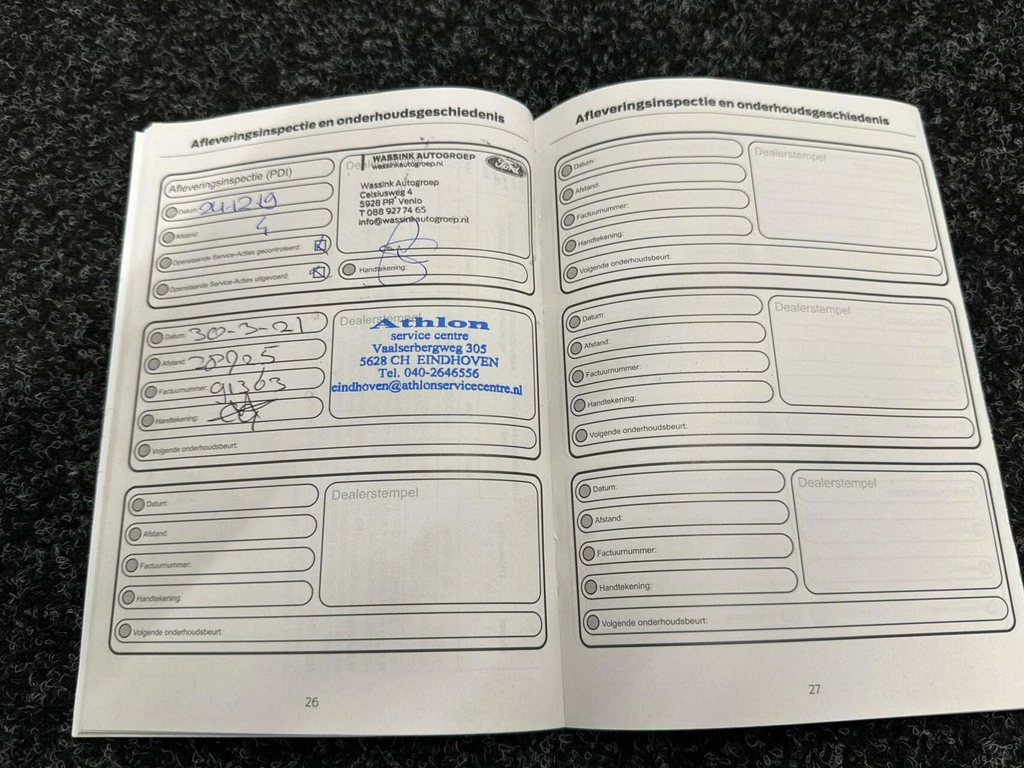 Afleveringsinspectie en onderhoudsgeschiedenis
Afleveringsinspectie (PDI)
Datum: 24-12-19
Afstand: 4
Openstaande Service-Acties gecontroleerd:
Openstaande Service-Acties uitgevoerd:
WASSINK AUTOGROEP
wassinkautogroep.nl
Ford
Wassink Autogroep
Celsiusweg 4
5928 PR Venlo
T 088 927 74 65
info@wassinkautogroep.nl
Handtekening:
Datum: 30-3-21
Afstand: 28905
Factuurnummer: 91363
Handtekening:
Volgende onderhoudsbeurt:
Dealerstempel
Athlon
service centre
Vaalserbergweg 305
5628 CH EINDHOVEN
Tel. 040-2646556
eindhoven@athlonservicecentre.nl
Datum:
Afstand:
Factuurnummer:
Handtekening:
Volgende onderhoudsbeurt:
Dealerstempel
26
Afleveringsinspectie en onderhoudsgeschiedenis
Datum:
Afstand:
Factuurnummer:
Handtekening:
Volgende onderhoudsbeurt:
Dealerstempel
Datum:
Afstand:
Factuurnummer:
Handtekening:
Volgende onderhoudsbeurt:
Dealerstempel
Datum:
Afstand:
Factuurnummer:
Handtekening:
Volgende onderhoudsbeurt:
Dealerstempel
27